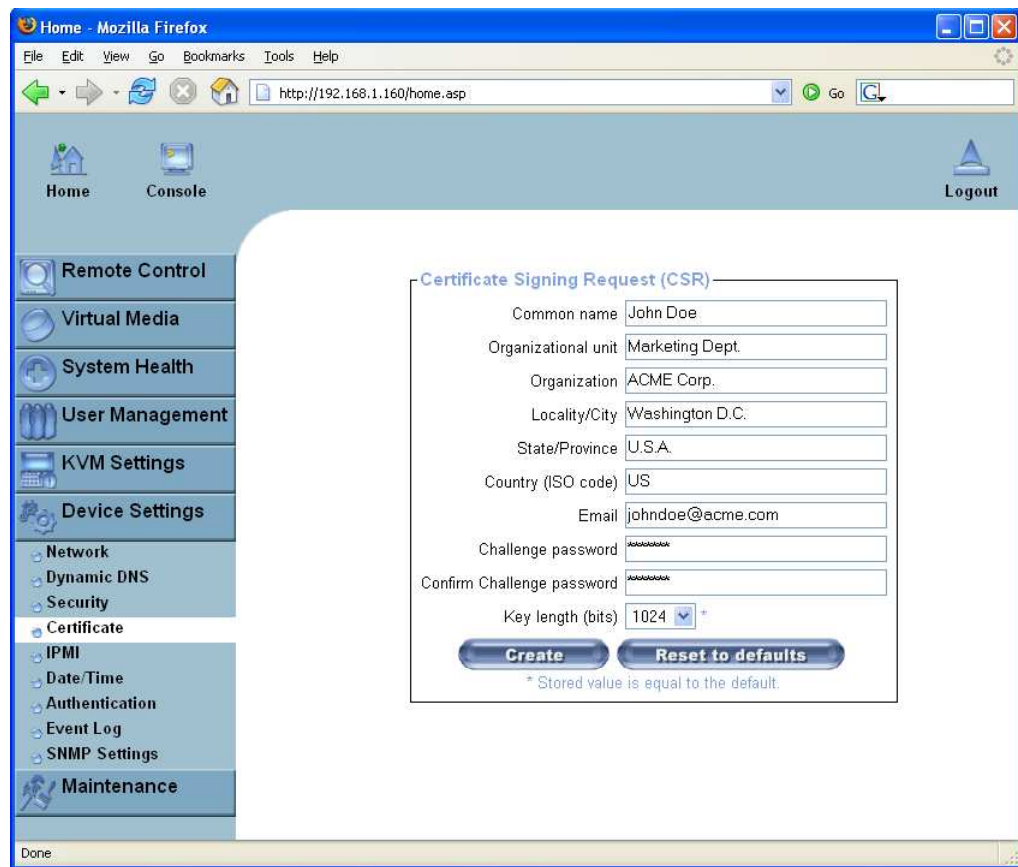 Home - Mozilla Firefox
File Edit View Go Bookmarks Tools Help
http://192.168.1.160/home.asp Go G
Home Console Logout
Remote Control
Virtual Media
System Health
User Management
KVM Settings
Device Settings
Network
Dynamic DNS
Security
Certificate
IPMI
Date/Time
Authentication
Event Log
SNMP Settings
Maintenance
Certificate Signing Request (CSR)
Common name John Doe
Organizational unit Marketing Dept.
Organization ACME Corp.
Locality/City Washington D.C.
State/Province U.S.A.
Country (ISO code) US
Email johndoe@acme.com
Challenge password ********
Confirm Challenge password ********
Key length (bits) 1024 *
Create Reset to defaults
* Stored value is equal to the default.
Done